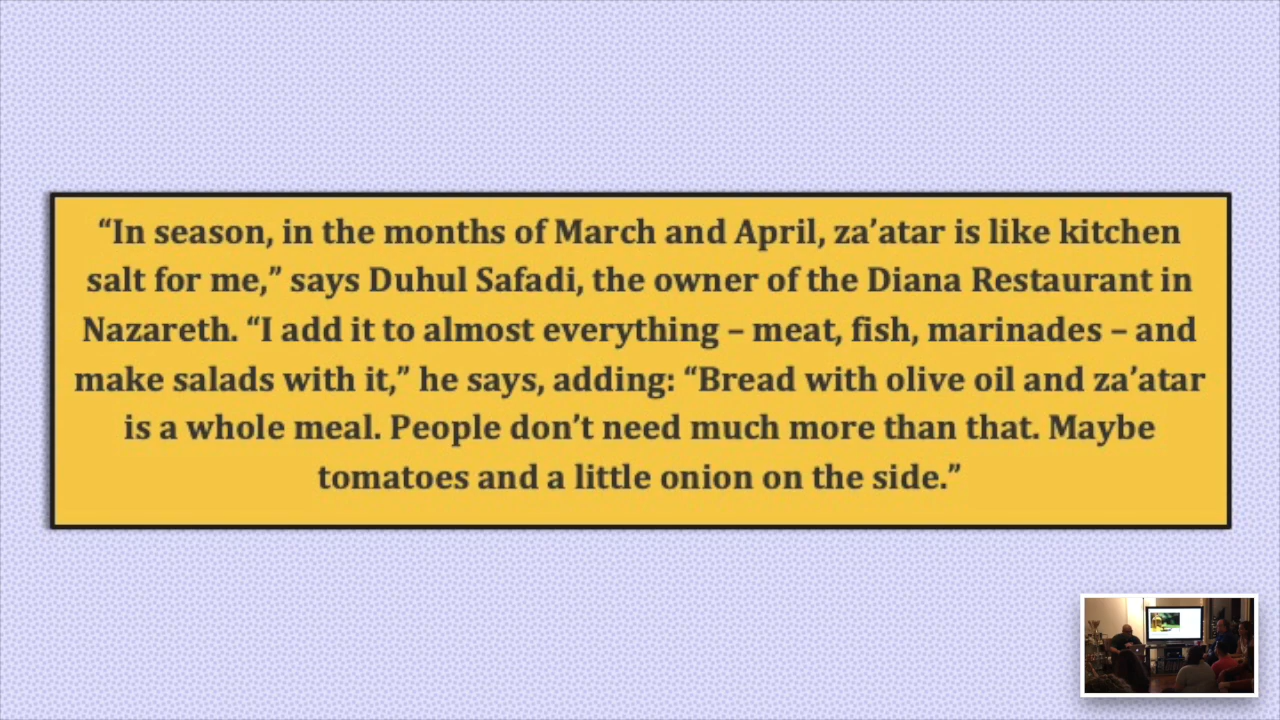 “In season, in the months of March and April, za’atar is like kitchen
salt for me,” says Duhul Safadi, the owner of the Diana Restaurant in
Nazareth. “I add it to almost everything – meat, fish, marinades – and
make salads with it,” he says, adding: “Bread with olive oil and za’atar
is a whole meal. People don’t need much more than that. Maybe
tomatoes and a little onion on the side.”